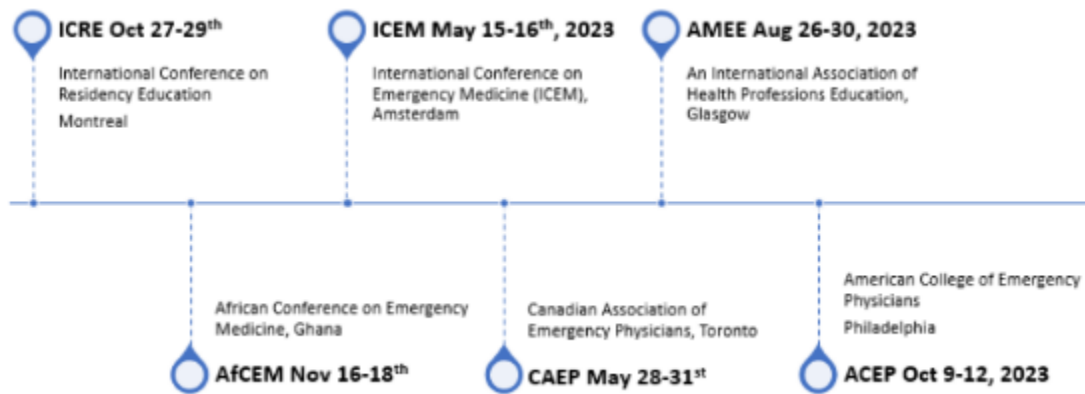 ICRE Oct 27-29th
International Conference on
Residency Education
Montreal
ICEM May 15-16th, 2023
International Conference on
Emergency Medicine (ICEM),
Amsterdam
AMEE Aug 26-30, 2023
An International Association of
Health Professions Education,
Glasgow
African Conference on Emergency
Medicine, Ghana
AfCEM Nov 16-18th
Canadian Association of
Emergency Physicians, Toronto
CAEP May 28-31st
American College of Emergency
Physicians
Philadelphia
ACEP Oct 9-12, 2023